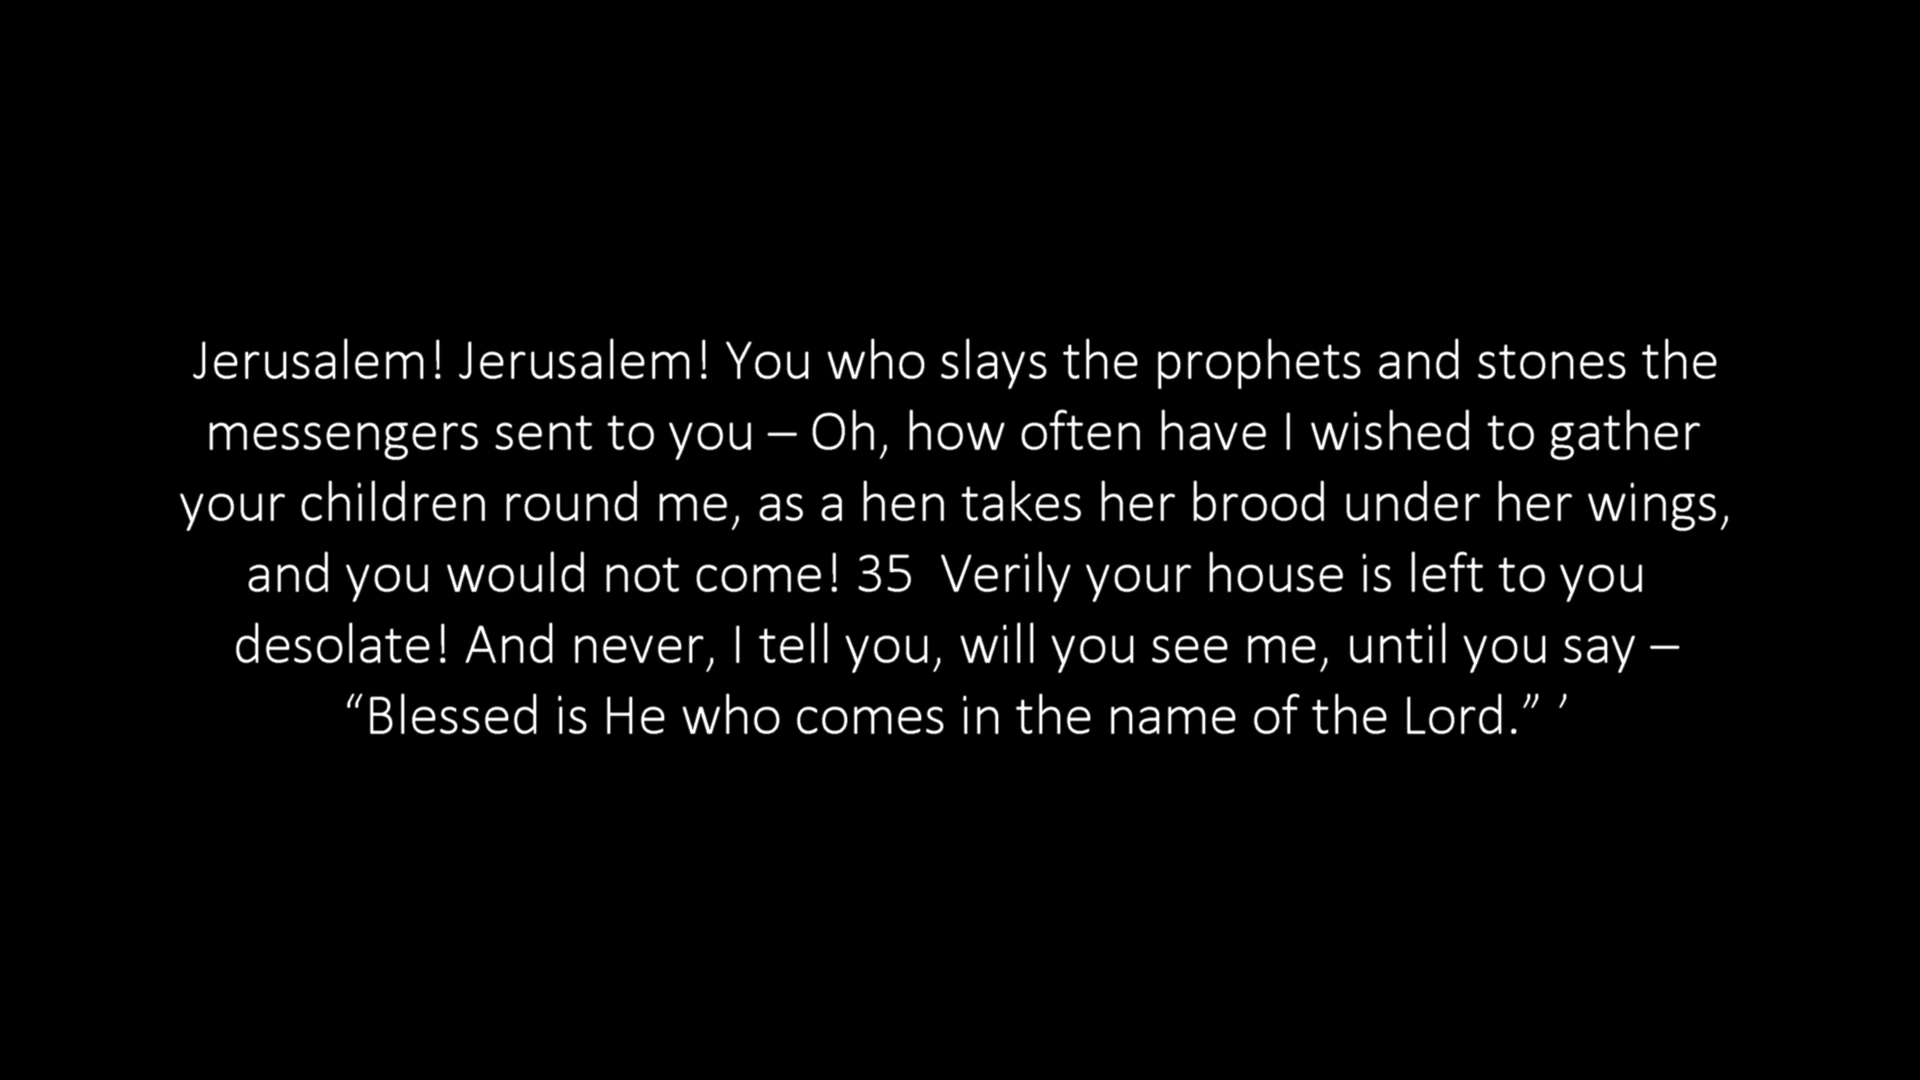 Jerusalem! Jerusalem! You who slays the prophets and stones the
messengers sent to you – Oh, how often have I wished to gather
your children round me, as a hen takes her brood under her wings,
and you would not come! 35  Verily your house is left to you
desolate! And never, I tell you, will you see me, until you say –
“Blessed is He who comes in the name of the Lord.” ’